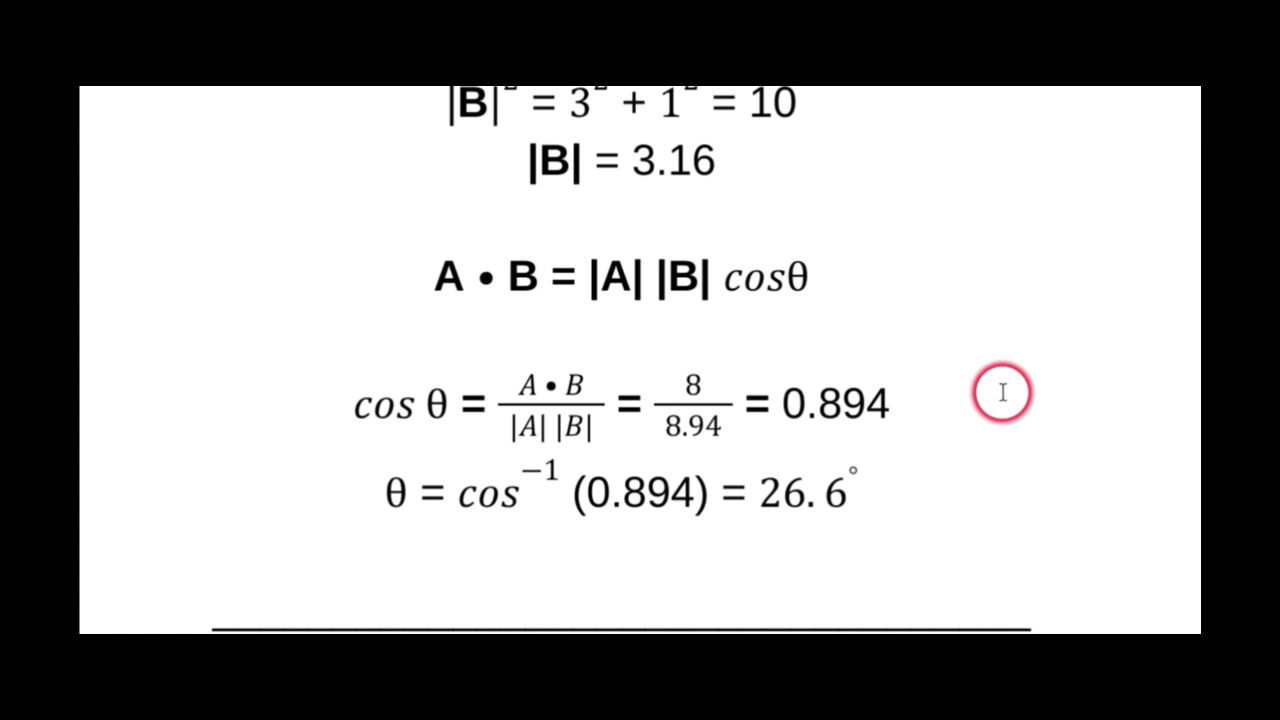 |B|² = 3² + 1² = 10
|B| = 3.16
A • B = |A| |B| cosθ
cos θ = A • B / |A| |B| = 8 / 8.94 = 0.894
θ = cos⁻¹ (0.894) = 26.6°